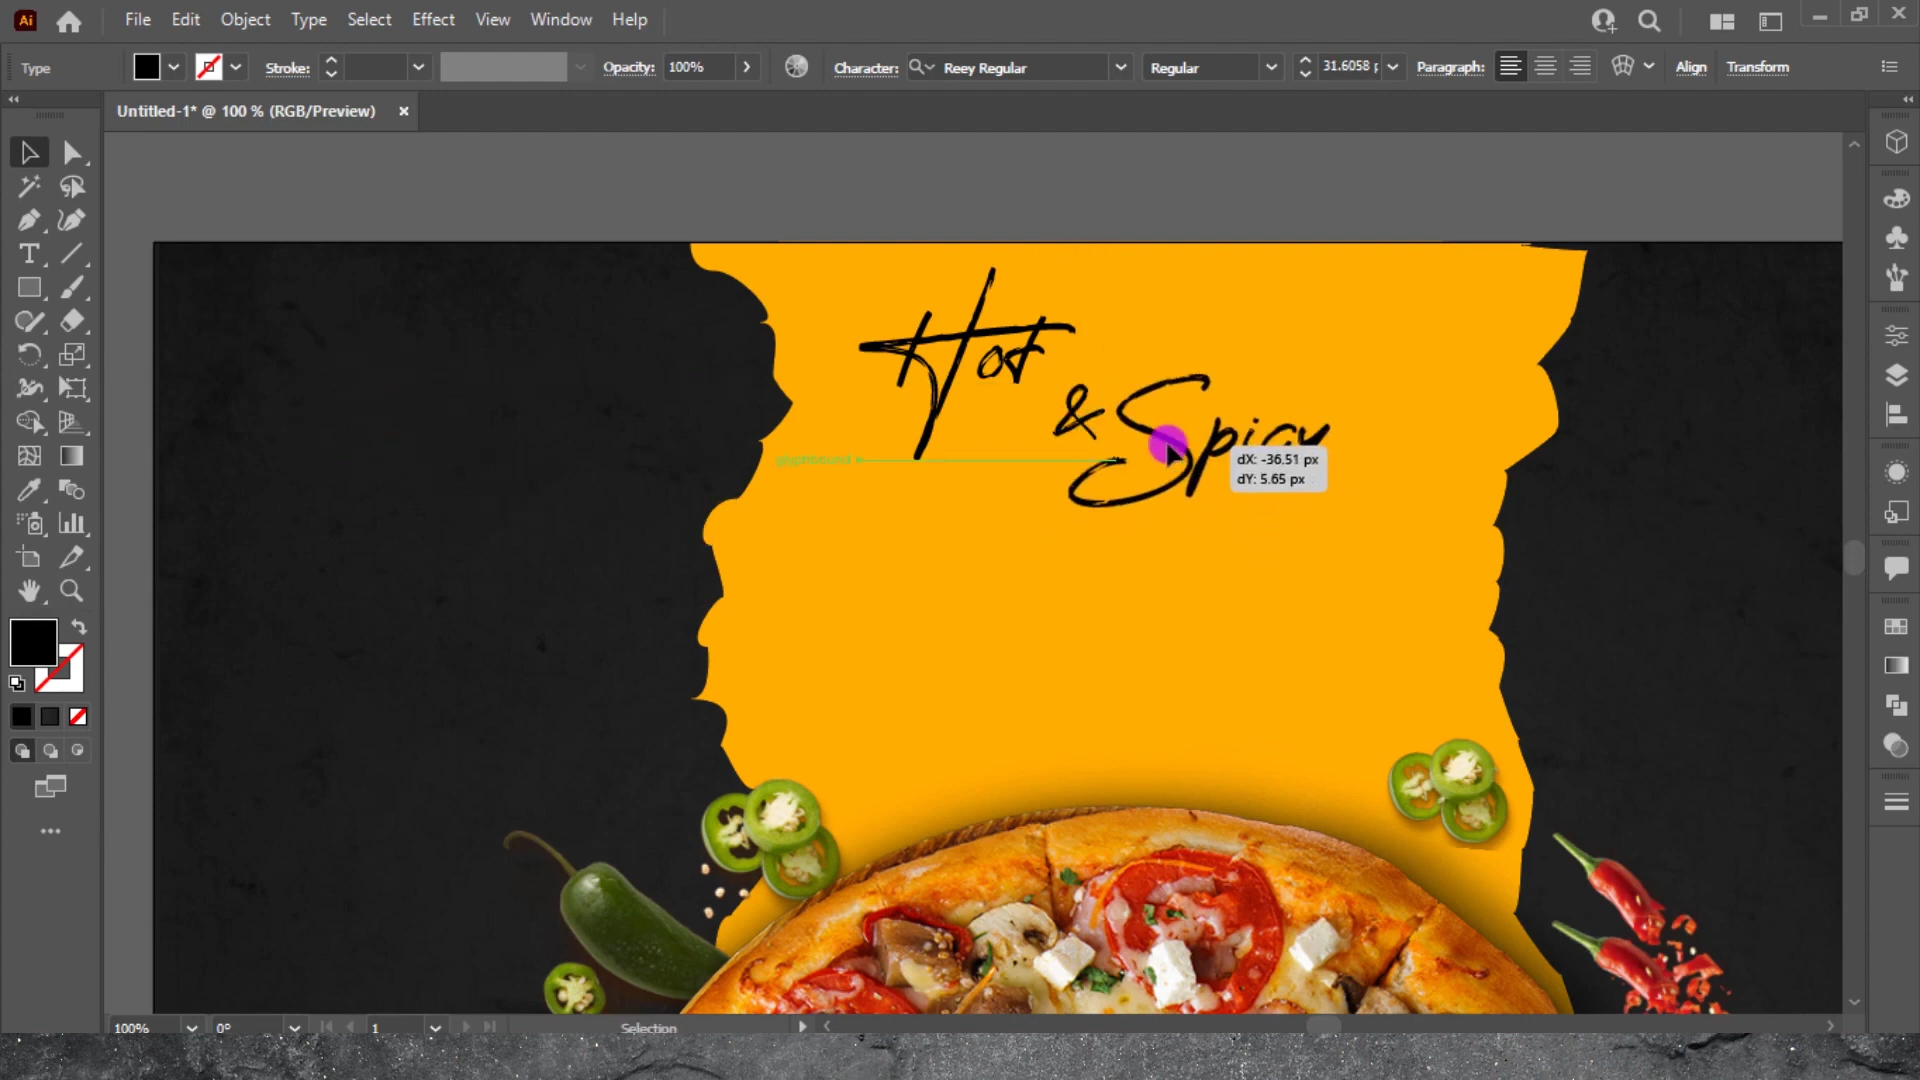 Ai File Edit Object Type Select Effect View Window Help
Type Stroke: Opacity: 100% Character: Reey Regular Regular 31.6058 p Paragraph: Align Transform
Untitled-1* @ 100 % (RGB/Preview)
Hot
& Spicy
glyphbound
dX: -36.51 px
dY: 5.65 px
100% 0° 1 Selection